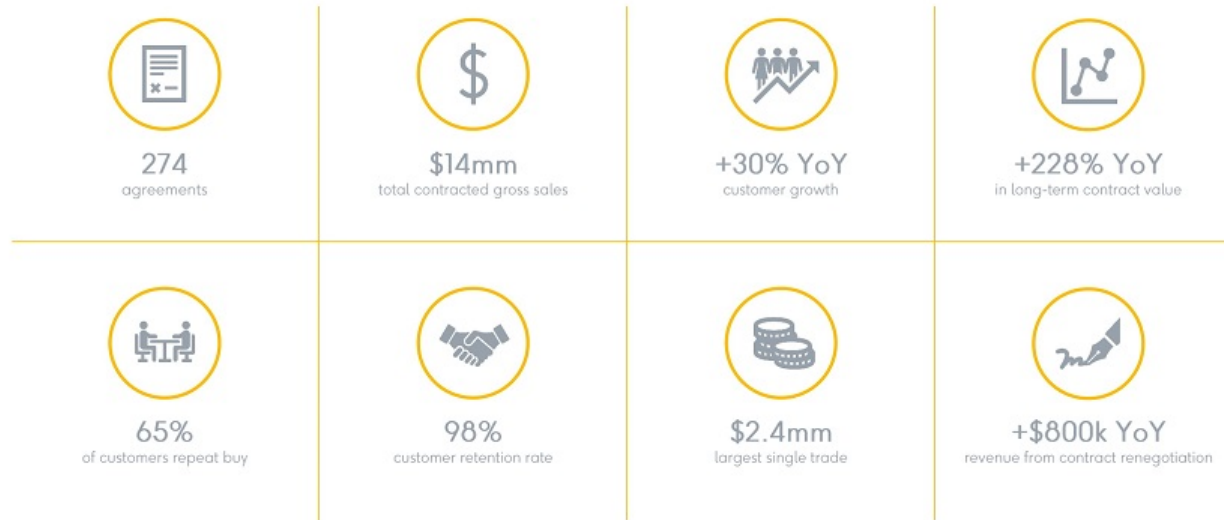 274
agreements
$14mm
total contracted gross sales
+30% YoY
customer growth
+228% YoY
in long-term contract value
65%
of customers repeat buy
98%
customer retention rate
$2.4mm
largest single trade
+$800k YoY
revenue from contract renegotiation